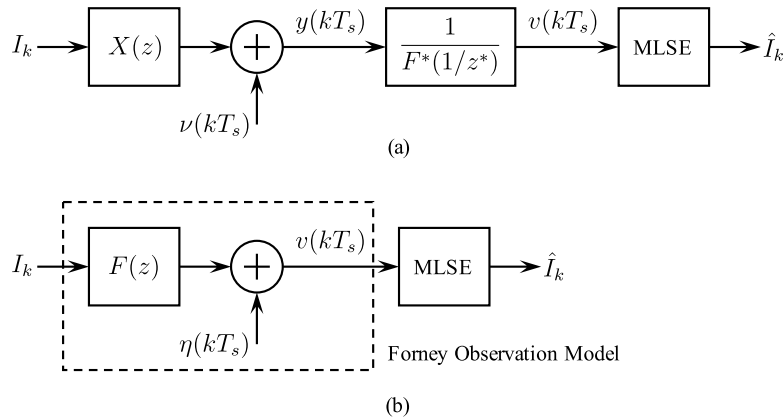 I_k X(z) + y(kT_s) 1 / F*(1/z*) v(kT_s) MLSE Î_k
ν(kT_s)
(a)
I_k F(z) + v(kT_s) MLSE Î_k
η(kT_s)
Forney Observation Model
(b)